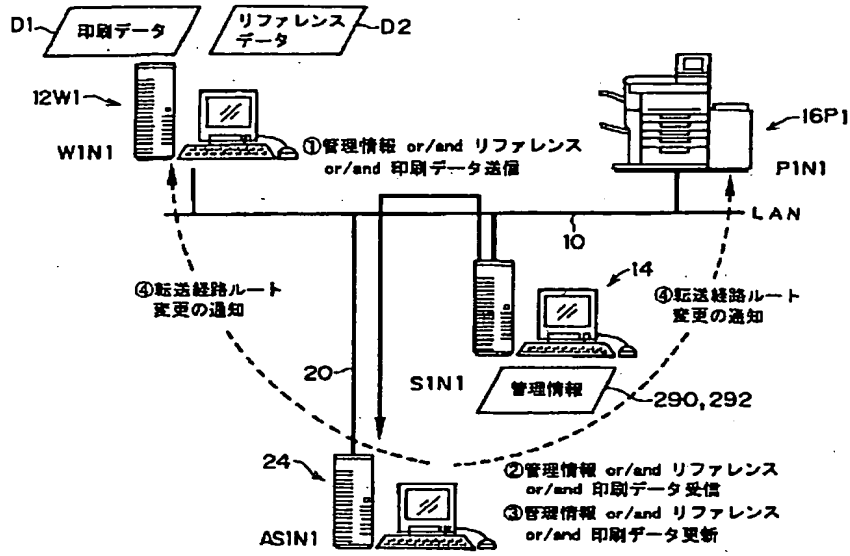 D1
印刷データ
リファレンス
データ
D2
12W1
W1N1
①管理情報 or/and リファレンス
or/and 印刷データ送信
16P1
P1N1
LAN
10
④転送経路ルート
変更の通知
14
④転送経路ルート
変更の通知
20
S1N1
管理情報
290,292
24
AS1N1
②管理情報 or/and リファレンス
or/and 印刷データ受信
③管理情報 or/and リファレンス
or/and 印刷データ更新